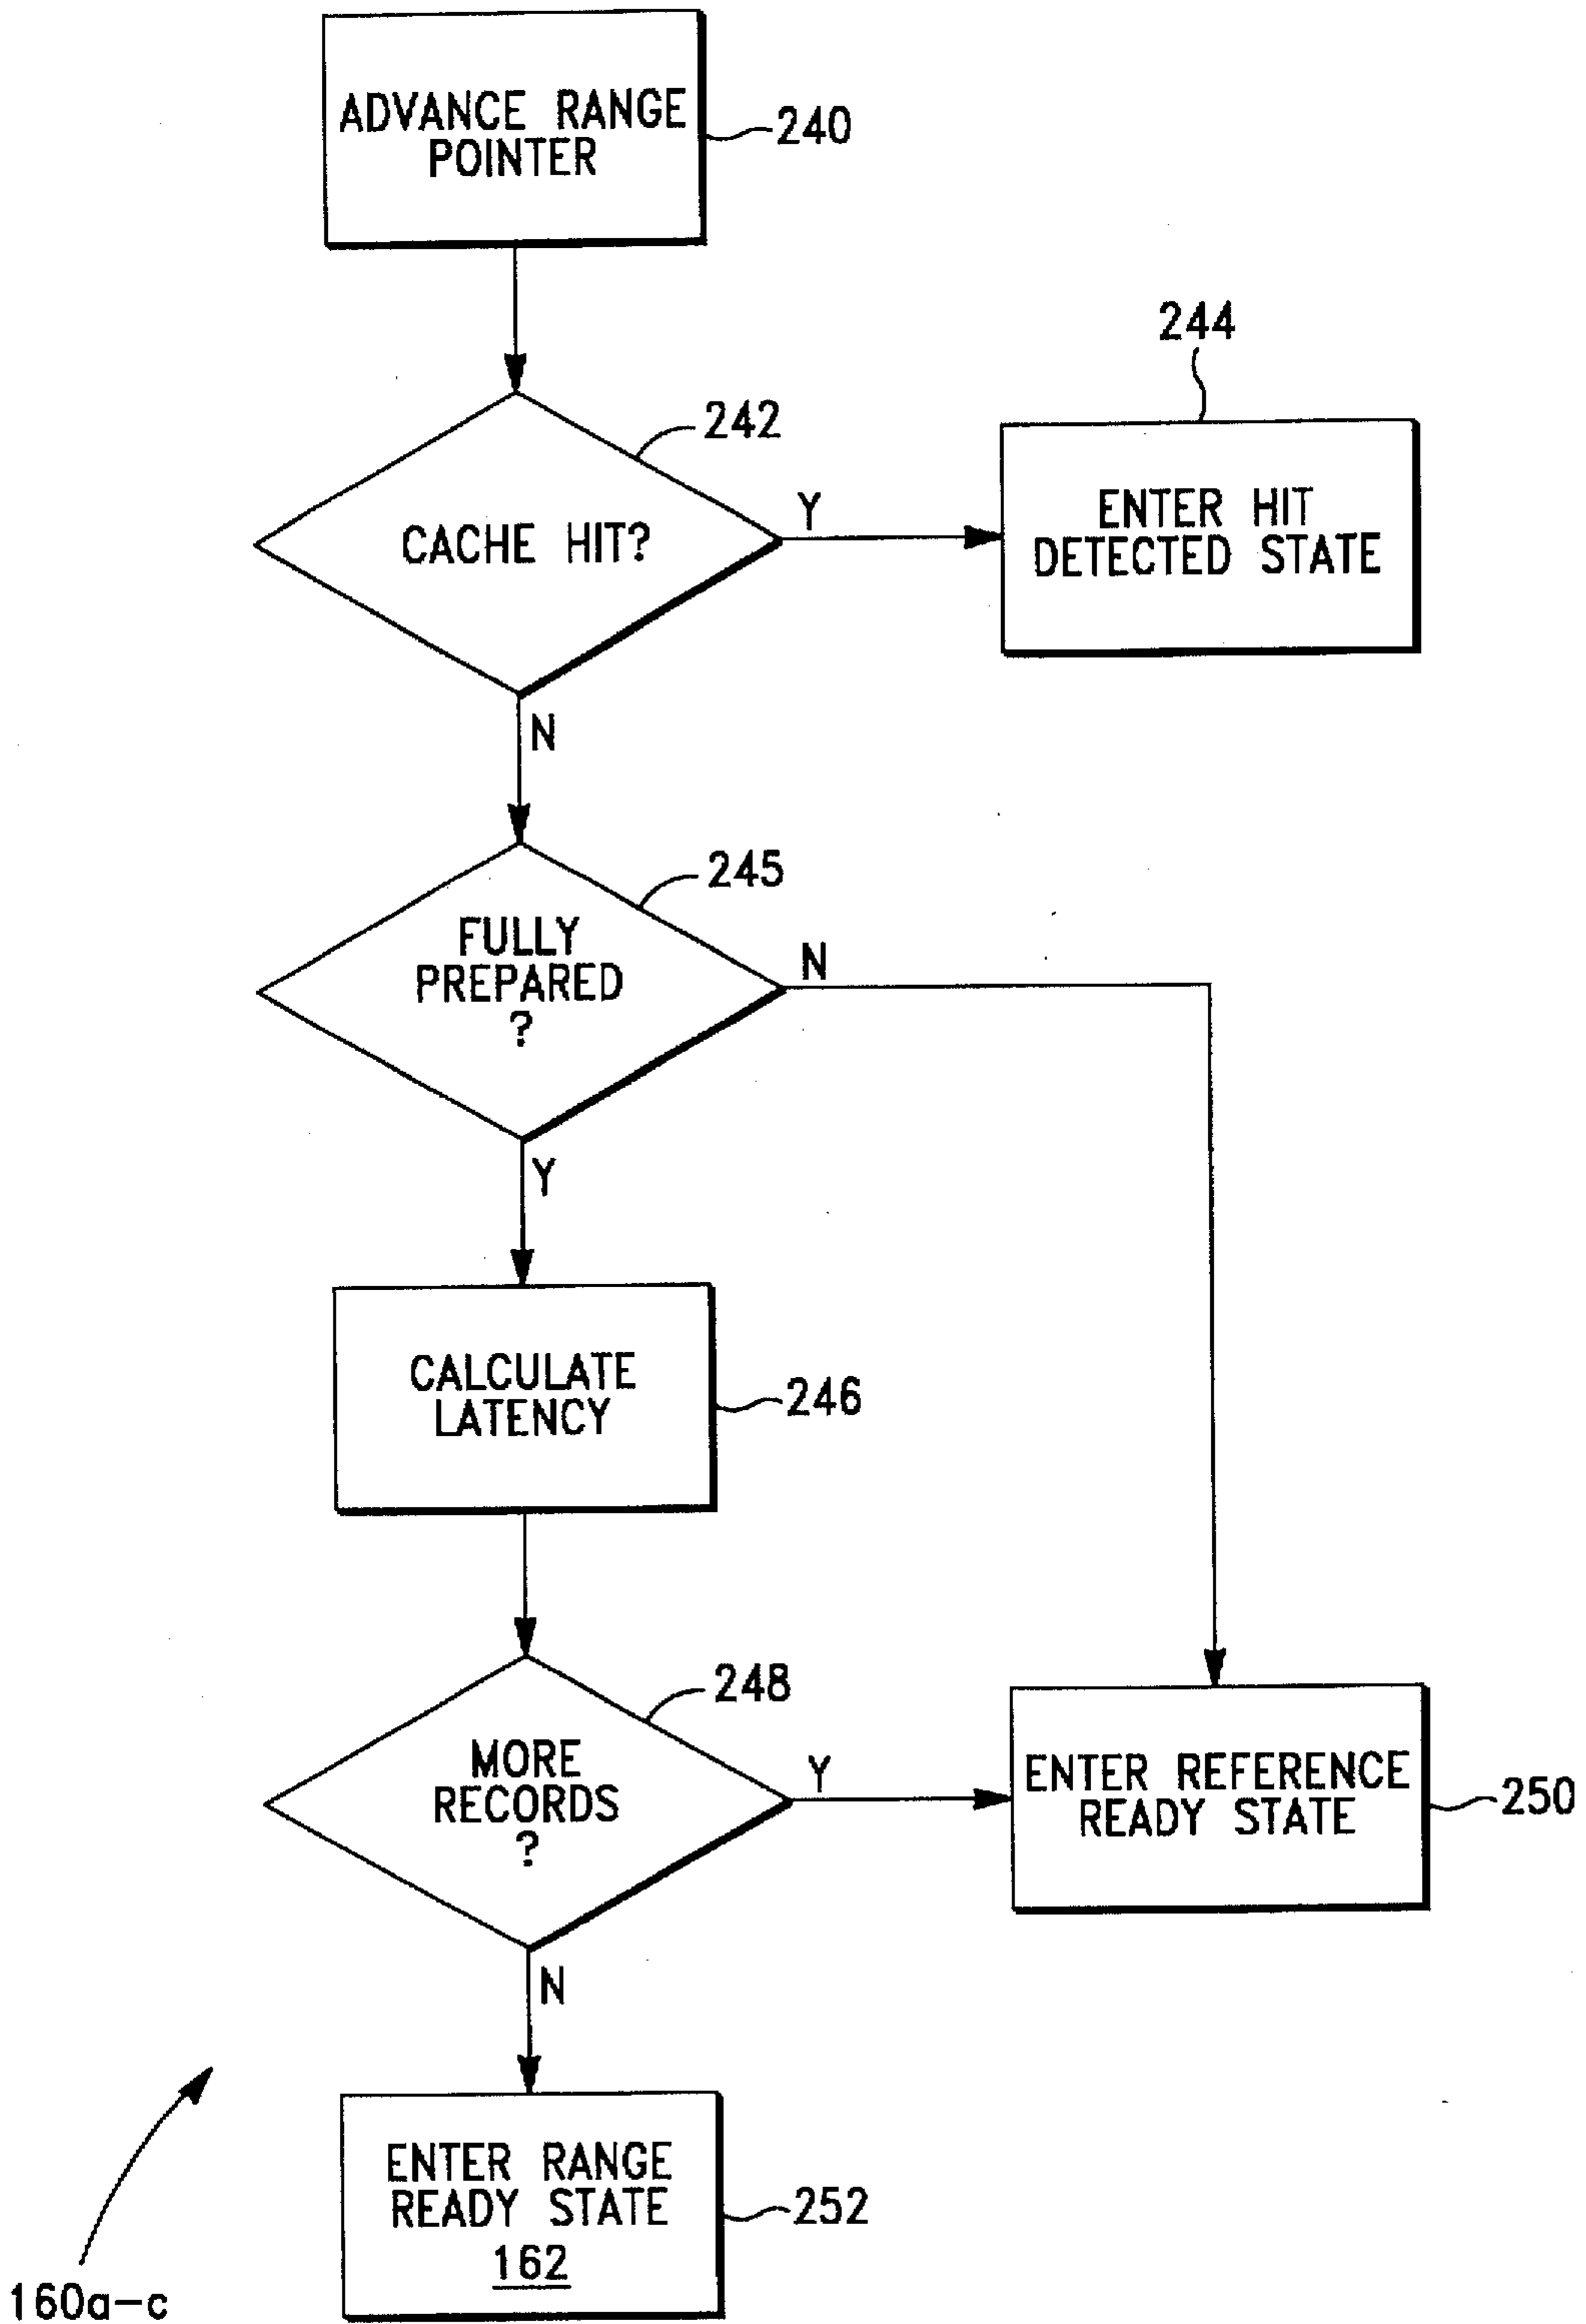 ADVANCE RANGE
POINTER
240
244
242
CACHE HIT?
Y
ENTER HIT
DETECTED STATE
N
245
FULLY
PREPARED
?
N
Y
CALCULATE
LATENCY
246
248
MORE
RECORDS
?
Y
ENTER REFERENCE
READY STATE
250
N
ENTER RANGE
READY STATE
162
252
160a-c